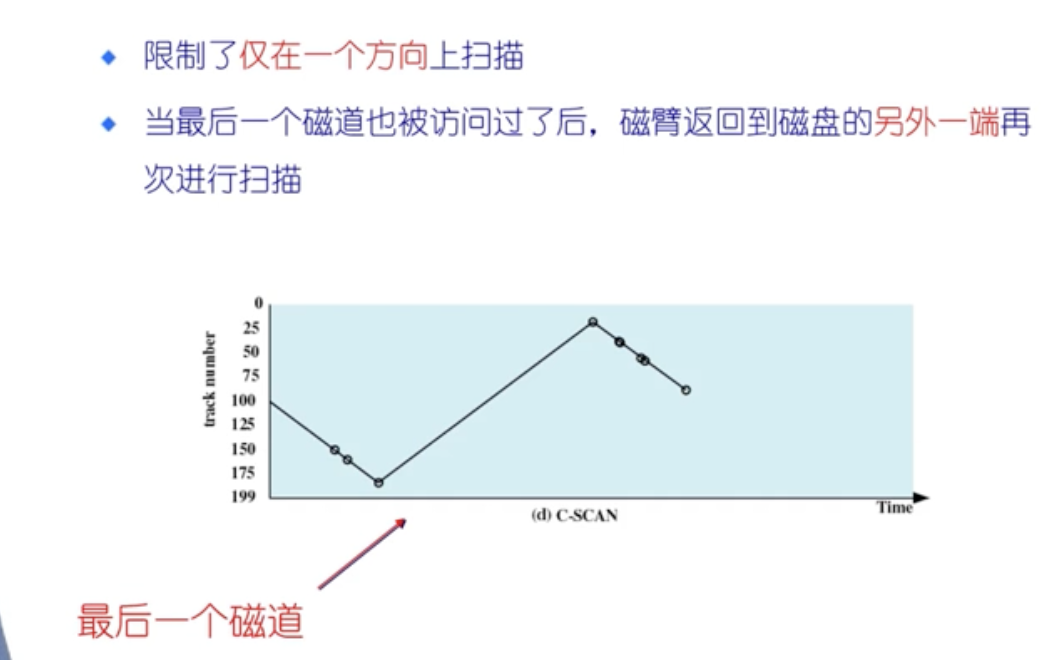 限制了仅在一个方向上扫描
当最后一个磁道也被访问过了后，磁臂返回到磁盘的另外一端再
次进行扫描
track number
0
25
50
75
100
125
150
175
199
Time
(d) C-SCAN
最后一个磁道